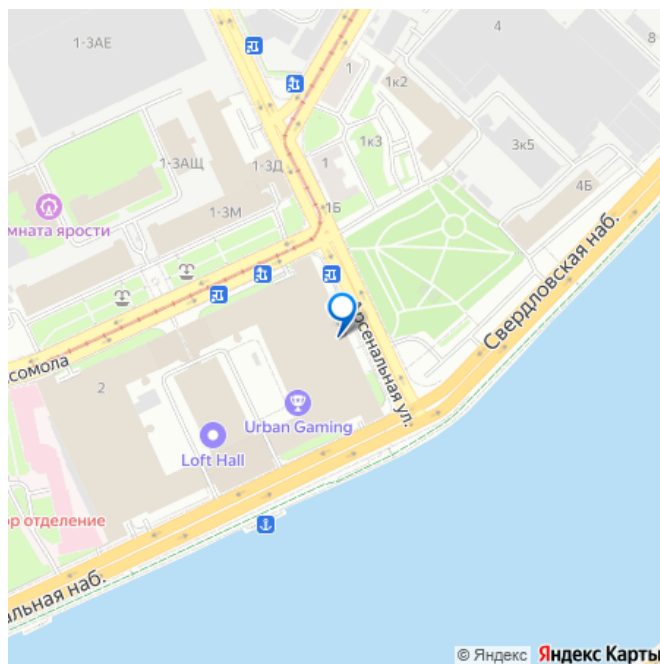 1-3АЕ
4
8
1
1к2
1к3
3к5
1-3АЩ
1-3Д
1
4Б
1-3М
1Б
мната ярости
Свердловская наб.
сомола
Арсенальная ул.
2
Urban Gaming
Loft Hall
ор отделение
альная наб.
© Яндекс Яндекс Карты